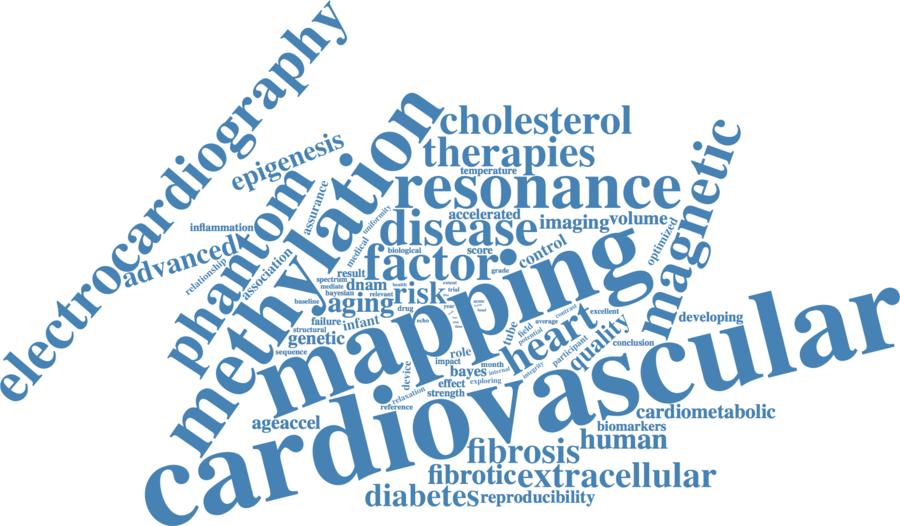 electrocardiography
cholesterol
methylation
therapies
epigenesis
temperature
resonance
magnetic
phantom
assurance
uniformity
accelerated
disease
imaging
volume
inflammation
optimized
medical
biological
score
control
advanced
association
relationship
factor
grade
mapping
result
spectrum
mediate
health
dnam
extent
trial
bayesian
relevant
risk
year
baseline
aging
drug
none
contrast
excellent
failure
infant
echo
field
average
developing
structural
genetic
tube
potential
heart
quality
sequence
participant
conclusion
role
impact
month
bayes
internal
integrity
device
effect
exploring
strength
relaxation
reference
cardiovascular
ageaccel
cardiometabolic
biomarkers
human
fibrosis
fibrotic
extracellular
diabetes
reproducibility